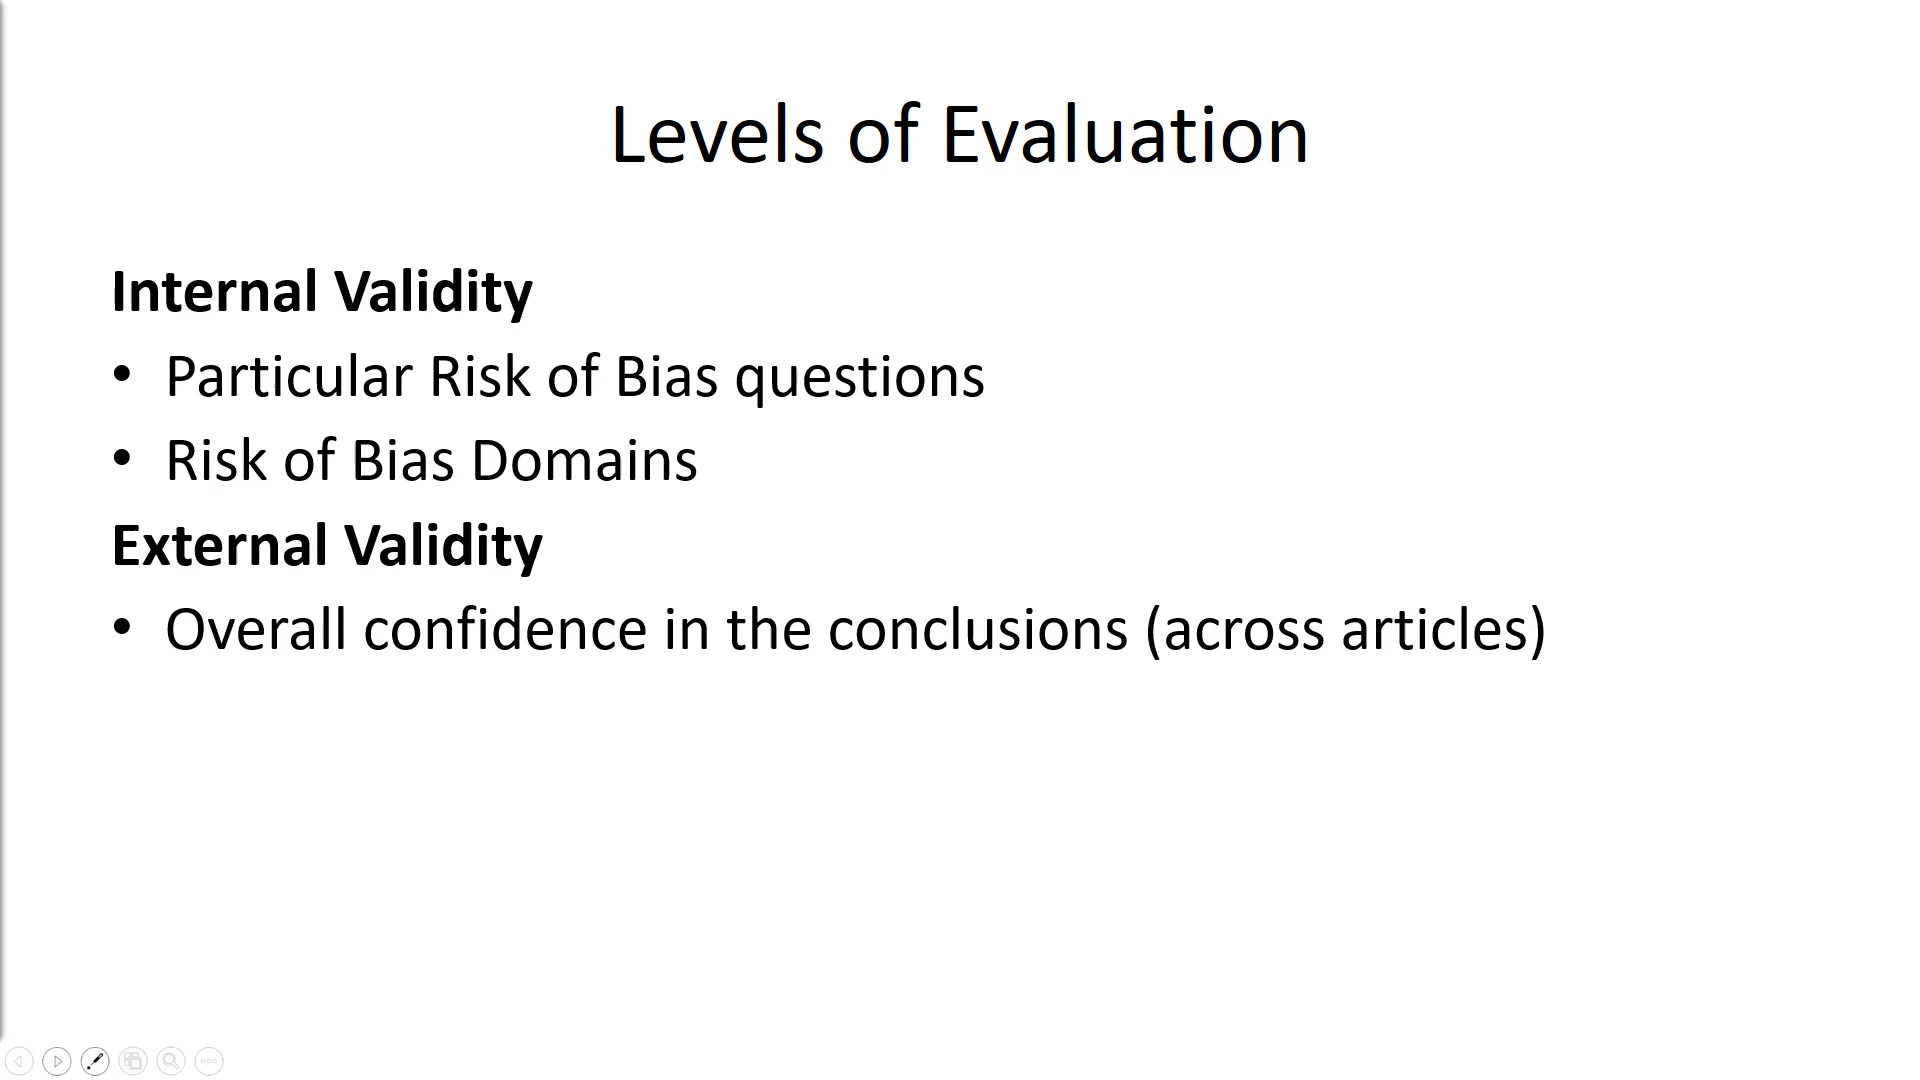 Levels of Evaluation
Internal Validity
• Particular Risk of Bias questions
• Risk of Bias Domains
External Validity
• Overall confidence in the conclusions (across articles)